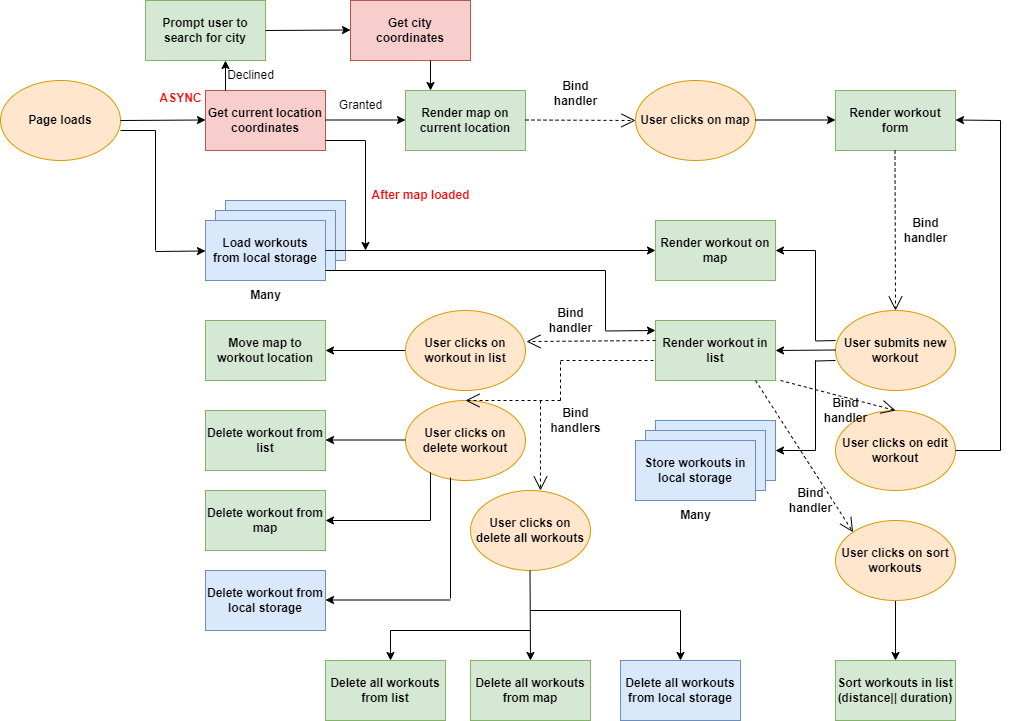 Prompt user to
search for city
Get city
coordinates
Declined
ASYNC
Page loads
Get current location
coordinates
Granted
Render map on
current location
Bind
handler
User clicks on map
Render workout
form
After map loaded
Load workouts
from local storage
Many
Render workout on
map
Bind
handler
Move map to
workout location
User clicks on
workout in list
Bind
handler
Render workout in
list
User submits new
workout
Delete workout from
list
User clicks on
delete workout
Bind
handlers
Bind
handler
User clicks on edit
workout
Store workouts in
local storage
Many
Bind
handler
Delete workout from
map
User clicks on
delete all workouts
User clicks on sort
workouts
Delete workout from
local storage
Delete all workouts
from list
Delete all workouts
from map
Delete all workouts
from local storage
Sort workouts in list
(distance|| duration)